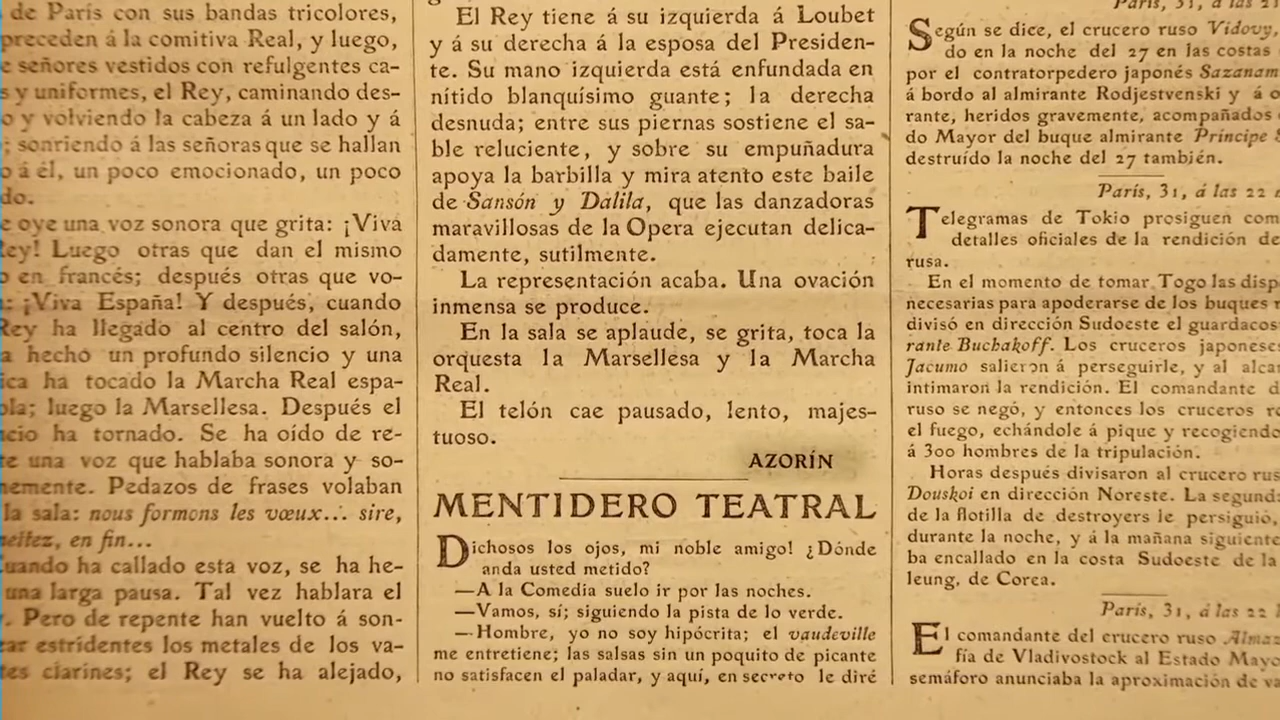 de París con sus bandas tricolores,
preceden á la comitiva Real, y luego,
señores vestidos con refulgentes ca-
y uniformes, el Rey, caminando des-
y volviendo la cabeza á un lado y á
; sonriendo á las señoras que se hallan
á él, un poco emocionado, un poco
do.
oye una voz sonora que grita: ¡Viva
Rey! Luego otras que dan el mismo
en francés; después otras que vo-
: ¡Viva España! Y después, cuando
Rey ha llegado al centro del salón,
hecho un profundo silencio y una
ha tocado la Marcha Real espa-
; luego la Marsellesa. Después el
ha tornado. Se ha oído de re-
una voz que hablaba sonora y so-
nemente. Pedazos de frases volaban
la sala: nous formons les vœux... sire,
en fin...
uando ha callado esta voz, se ha he-
una larga pausa. Tal vez hablara el
. Pero de repente han vuelto á son-
ar estridentes los metales de los va-
tes clarines; el Rey se ha alejado,
El Rey tiene á su izquierda á Loubet
y á su derecha á la esposa del Presiden-
te. Su mano izquierda está enfundada en
nítido blanquísimo guante; la derecha
desnuda; entre sus piernas sostiene el sa-
ble reluciente, y sobre su empuñadura
apoya la barbilla y mira atento este baile
de Sansón y Dalila, que las danzadoras
maravillosas de la Opera ejecutan delica-
damente, sutilmente.
La representación acaba. Una ovación
inmensa se produce.
En la sala se aplaude, se grita, toca la
orquesta la Marsellesa y la Marcha
Real.
El telón cae pausado, lento, majes-
tuoso.
AZORÍN
MENTIDERO TEATRAL
Dichosos los ojos, mi noble amigo! ¿Dónde
anda usted metido?
—A la Comedia suelo ir por las noches.
—Vamos, sí; siguiendo la pista de lo verde.
—Hombre, yo no soy hipócrita; el vaudeville
me entretiene; las salsas sin un poquito de picante
no satisfacen el paladar, y aquí, en secreto le diré
París, 31, á las 21
Según se dice, el crucero ruso Vidovy,
do en la noche del 27 en las costas
por el contratorpedero japonés Sazanam
á bordo al almirante Rodjestvenski y á o
rante, heridos gravemente, acompañados
do Mayor del buque almirante Príncipe
destruído la noche del 27 también.
París, 31, á las 22
Telegramas de Tokio prosiguen com
detalles oficiales de la rendición de
rusa.
En el momento de tomar Togo las disp
necesarias para apoderarse de los buques
divisó en dirección Sudoeste el guardacos
rante Buchakoff. Los cruceros japonese
Jacumo salieron á perseguirle, y al alca
intimaron la rendición. El comandante d
ruso se negó, y entonces los cruceros
el fuego, echándole á pique y recogiendo
á 300 hombres de la tripulación.
Horas después divisaron al crucero rus
Douskoi en dirección Noreste. La segund
de la flotilla de destroyers le persiguió,
durante la noche, y á la mañana siguiente
ba encallado en la costa Sudoeste de la
leung, de Corea.
París, 31, á las 22
El comandante del crucero ruso Almaz
fía de Vladivostock al Estado Mayo
semáforo anunciaba la aproximación de va